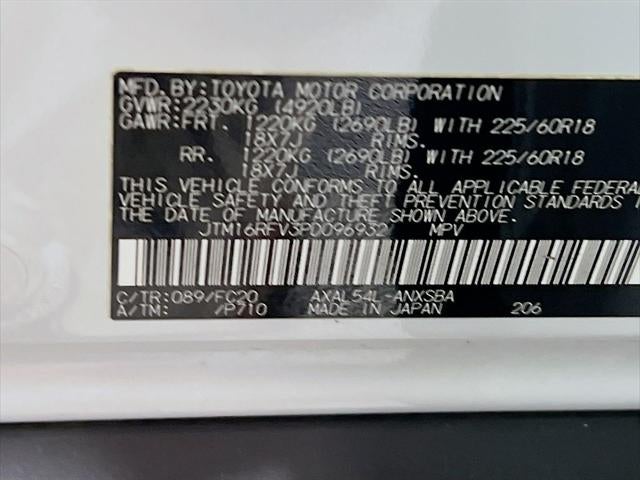 MFD. BY: TOYOTA MOTOR CORPORATION
GVWR: 2230KG (4920LB)
GAWR: FRT. 1220KG (2690LB) WITH 225/60R18
18X7J RIMS.
RR. 1220KG (2690LB) WITH 225/60R18
18X7J RIMS.
THIS VEHICLE CONFORMS TO ALL APPLICABLE FEDERAL
VEHICLE SAFETY AND THEFT PREVENTION STANDARDS
THE DATE OF MANUFACTURE SHOWN ABOVE.
JTM16RFV3PD096932 MPV
C/TR: 089/FC20 AXAL54L-ANXSBA
A/TM: /P710 MADE IN JAPAN 206